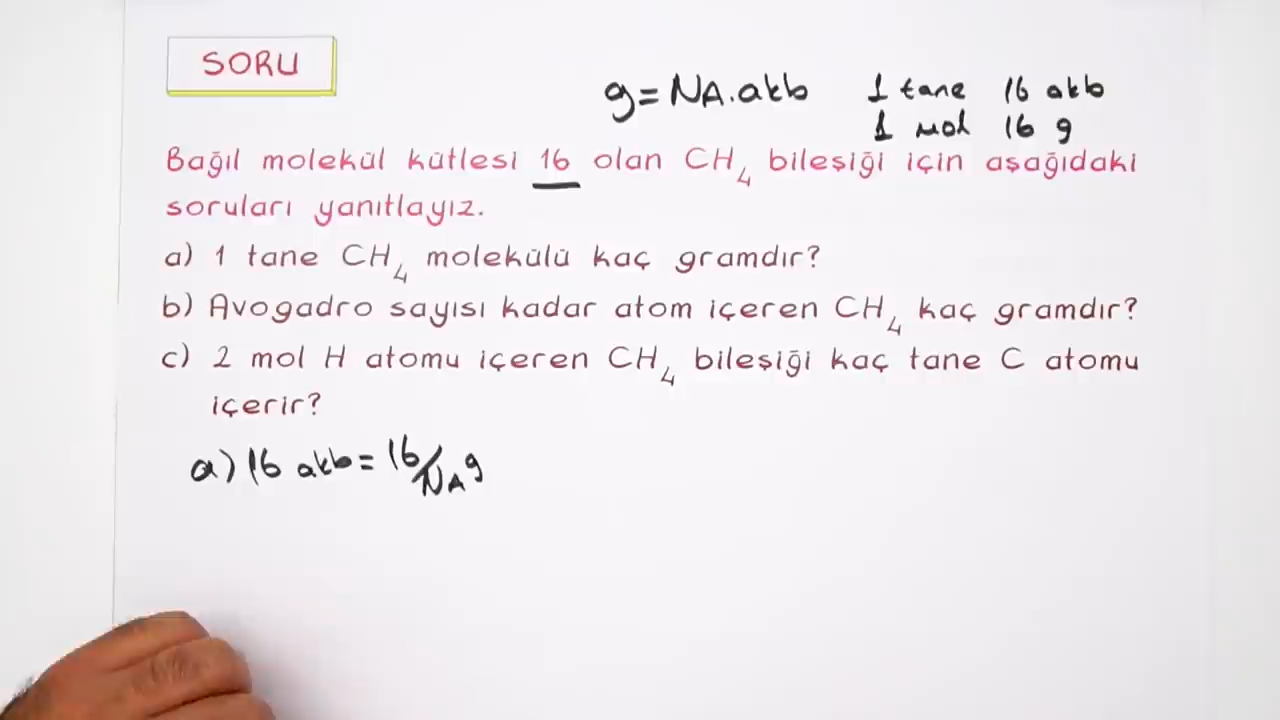 SORU
g=NA.akb 1 tane 16 akb
1 mol 16 g
Bağıl molekül kütlesi 16 olan CH4 bileşiği için aşağıdaki
soruları yanıtlayız.
a) 1 tane CH4 molekülü kaç gramdır?
b) Avogadro sayısı kadar atom içeren CH4 kaç gramdır?
c) 2 mol H atomu içeren CH4 bileşiği kaç tane C atomu
içerir?
a) 16 akb = 16/NA g